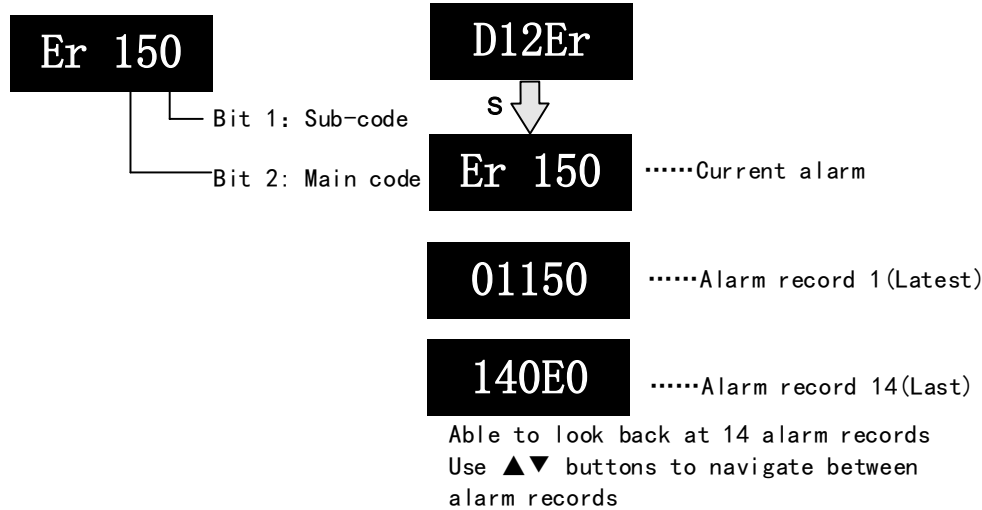 Er 150
Bit 1: Sub-code
Bit 2: Main code
D12Er
S
Er 150
······Current alarm
01150
······Alarm record 1(Latest)
140E0
······Alarm record 14(Last)
Able to look back at 14 alarm records
Use ▲▼ buttons to navigate between
alarm records